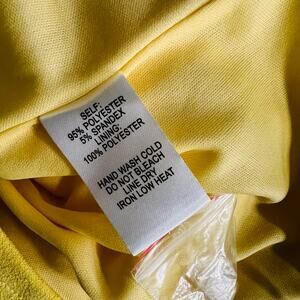 SELF:
95% POLYESTER
5% SPANDEX
LINING:
100% POLYESTER
HAND WASH COLD
DO NOT BLEACH
LINE DRY
IRON LOW HEAT